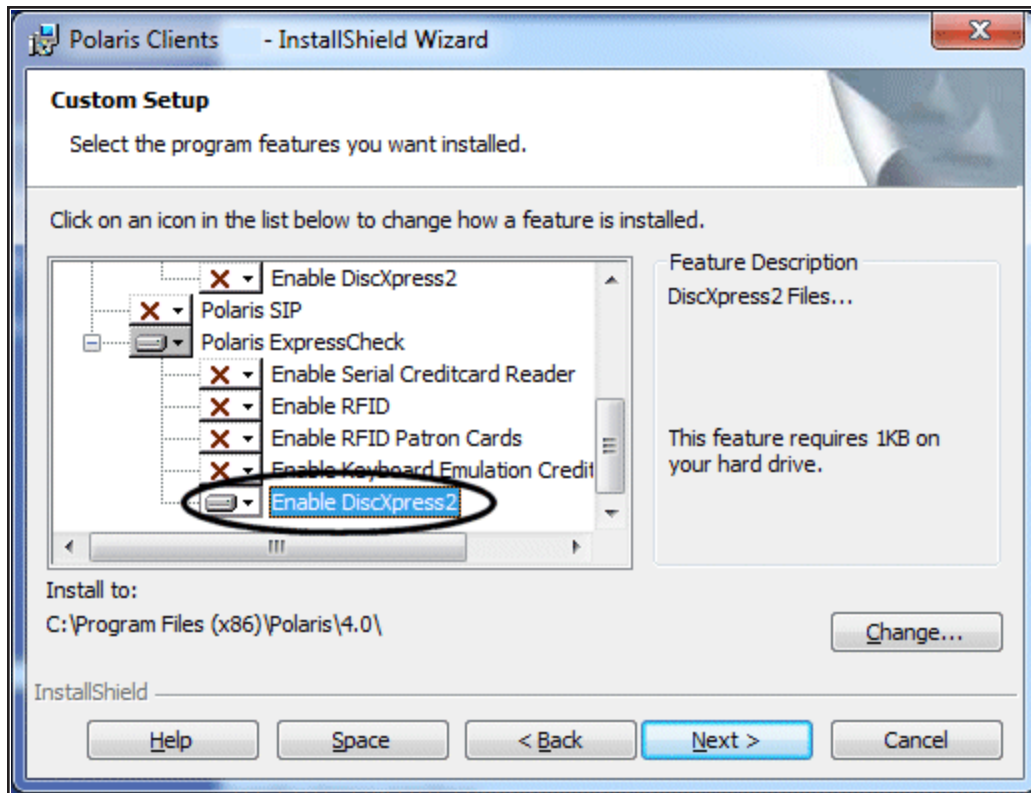 Polaris Clients - InstallShield Wizard
Custom Setup
Select the program features you want installed.
Click on an icon in the list below to change how a feature is installed.
Enable DiscXpress2
Polaris SIP
Polaris ExpressCheck
Enable Serial Creditcard Reader
Enable RFID
Enable RFID Patron Cards
Enable Keyboard Emulation Credit
Enable DiscXpress2
Feature Description
DiscXpress2 Files...
This feature requires 1KB on
your hard drive.
Install to:
C:\Program Files (x86)\Polaris\4.0\
Change...
InstallShield
Help
Space
< Back
Next >
Cancel